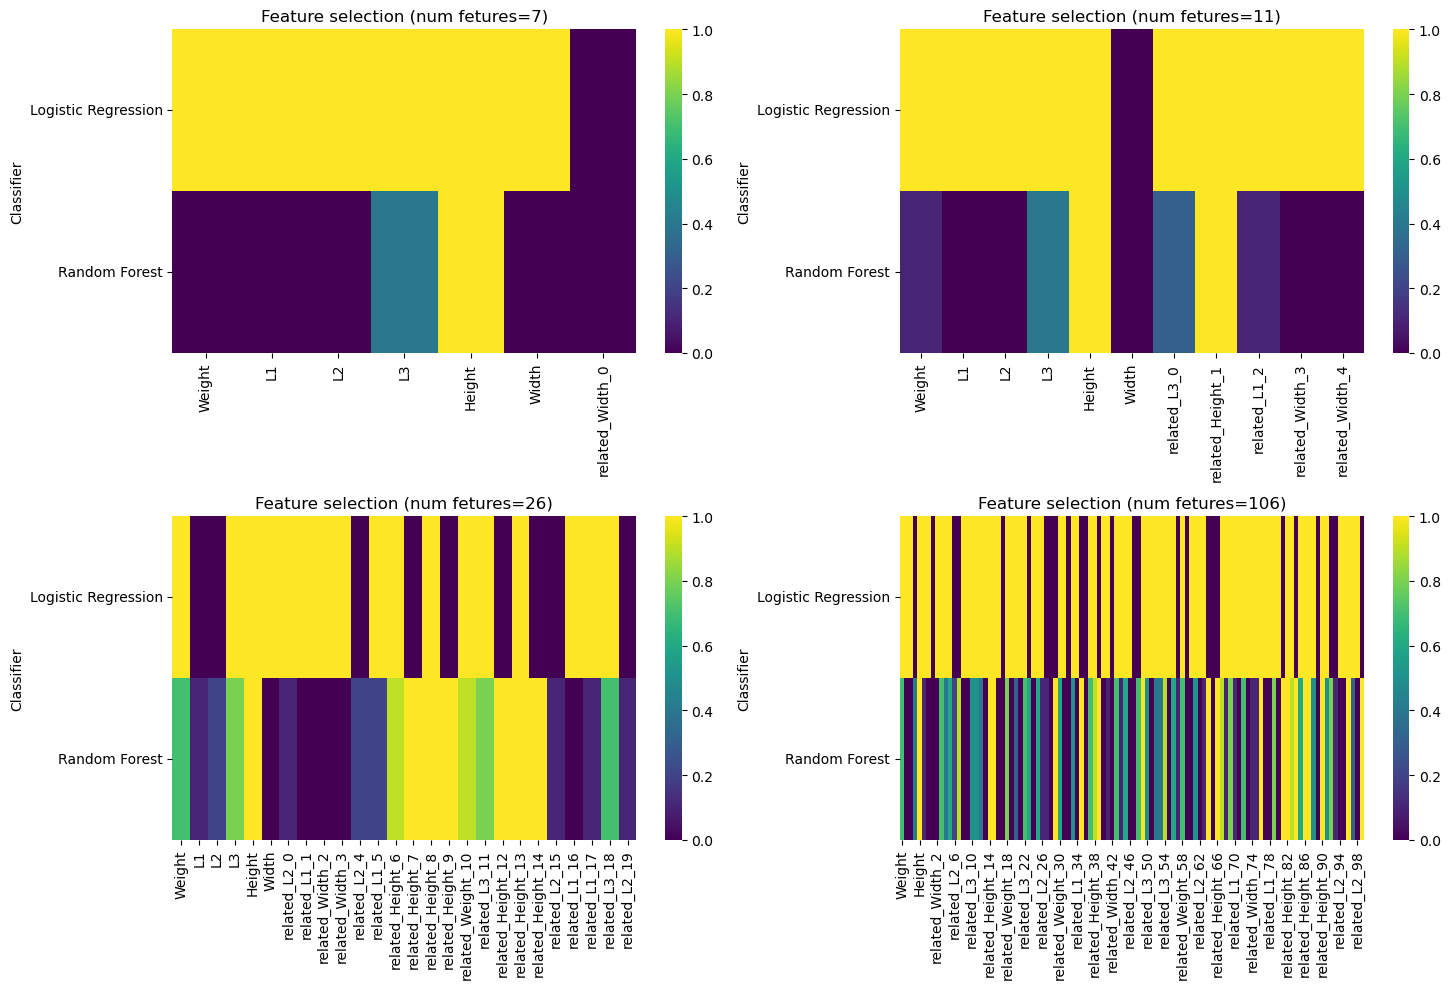 Feature selection (num fetures=7)
Classifier
Logistic Regression
Random Forest
Weight
L1
L2
L3
Height
Width
related_Width_0
1.0
0.8
0.6
0.4
0.2
0.0
Feature selection (num fetures=11)
Classifier
Logistic Regression
Random Forest
Weight
L1
L2
L3
Height
Width
related_L3_0
related_Height_1
related_L1_2
related_Width_3
related_Width_4
1.0
0.8
0.6
0.4
0.2
0.0
Feature selection (num fetures=26)
Classifier
Logistic Regression
Random Forest
Weight
L1
L2
L3
Height
Width
related_L2_0
related_L1_1
related_Width_2
related_Width_3
related_L2_4
related_L1_5
related_Height_6
related_Height_7
related_Height_8
related_Height_9
related_Weight_10
related_L3_11
related_Height_12
related_Height_13
related_Height_14
related_L2_15
related_L1_16
related_L1_17
related_L3_18
related_L2_19
1.0
0.8
0.6
0.4
0.2
0.0
Feature selection (num fetures=106)
Classifier
Logistic Regression
Random Forest
Weight
Height
related_Width_2
related_L2_6
related_L3_10
related_Height_14
related_Weight_18
related_L3_22
related_L2_26
related_Weight_30
related_L1_34
related_Height_38
related_Width_42
related_L2_46
related_L3_50
related_L3_54
related_Weight_58
related_L2_62
related_Height_66
related_L1_70
related_Width_74
related_L1_78
related_Height_82
related_Height_86
related_Height_90
related_L2_94
related_L2_98
1.0
0.8
0.6
0.4
0.2
0.0